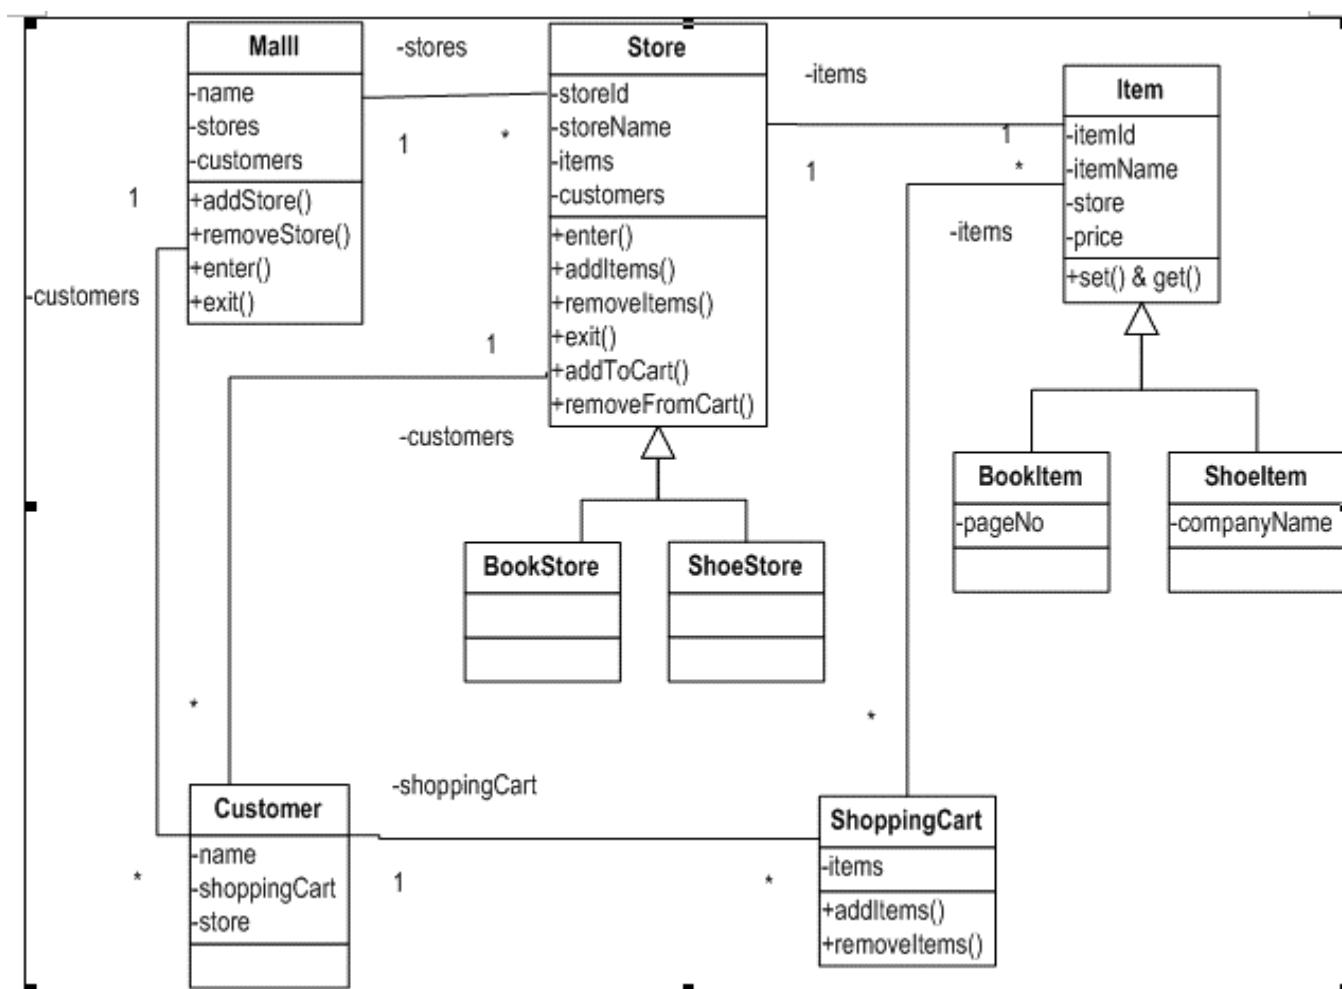 Malll
-name
-stores
-customers
+addStore()
+removeStore()
+enter()
+exit()
-stores
1
*
Store
-storeId
-storeName
-items
-customers
+enter()
+addItems()
+removeItems()
+exit()
+addToCart()
+removeFromCart()
-items
1
1
*
-items
Item
-itemId
-itemName
-store
-price
+set() & get()
1
-customers
1
-customers
BookStore
ShoeStore
BookItem
-pageNo
ShoeItem
-companyName
*
*
*
Customer
-name
-shoppingCart
-store
-shoppingCart
1
*
ShoppingCart
-items
+addItems()
+removeItems()